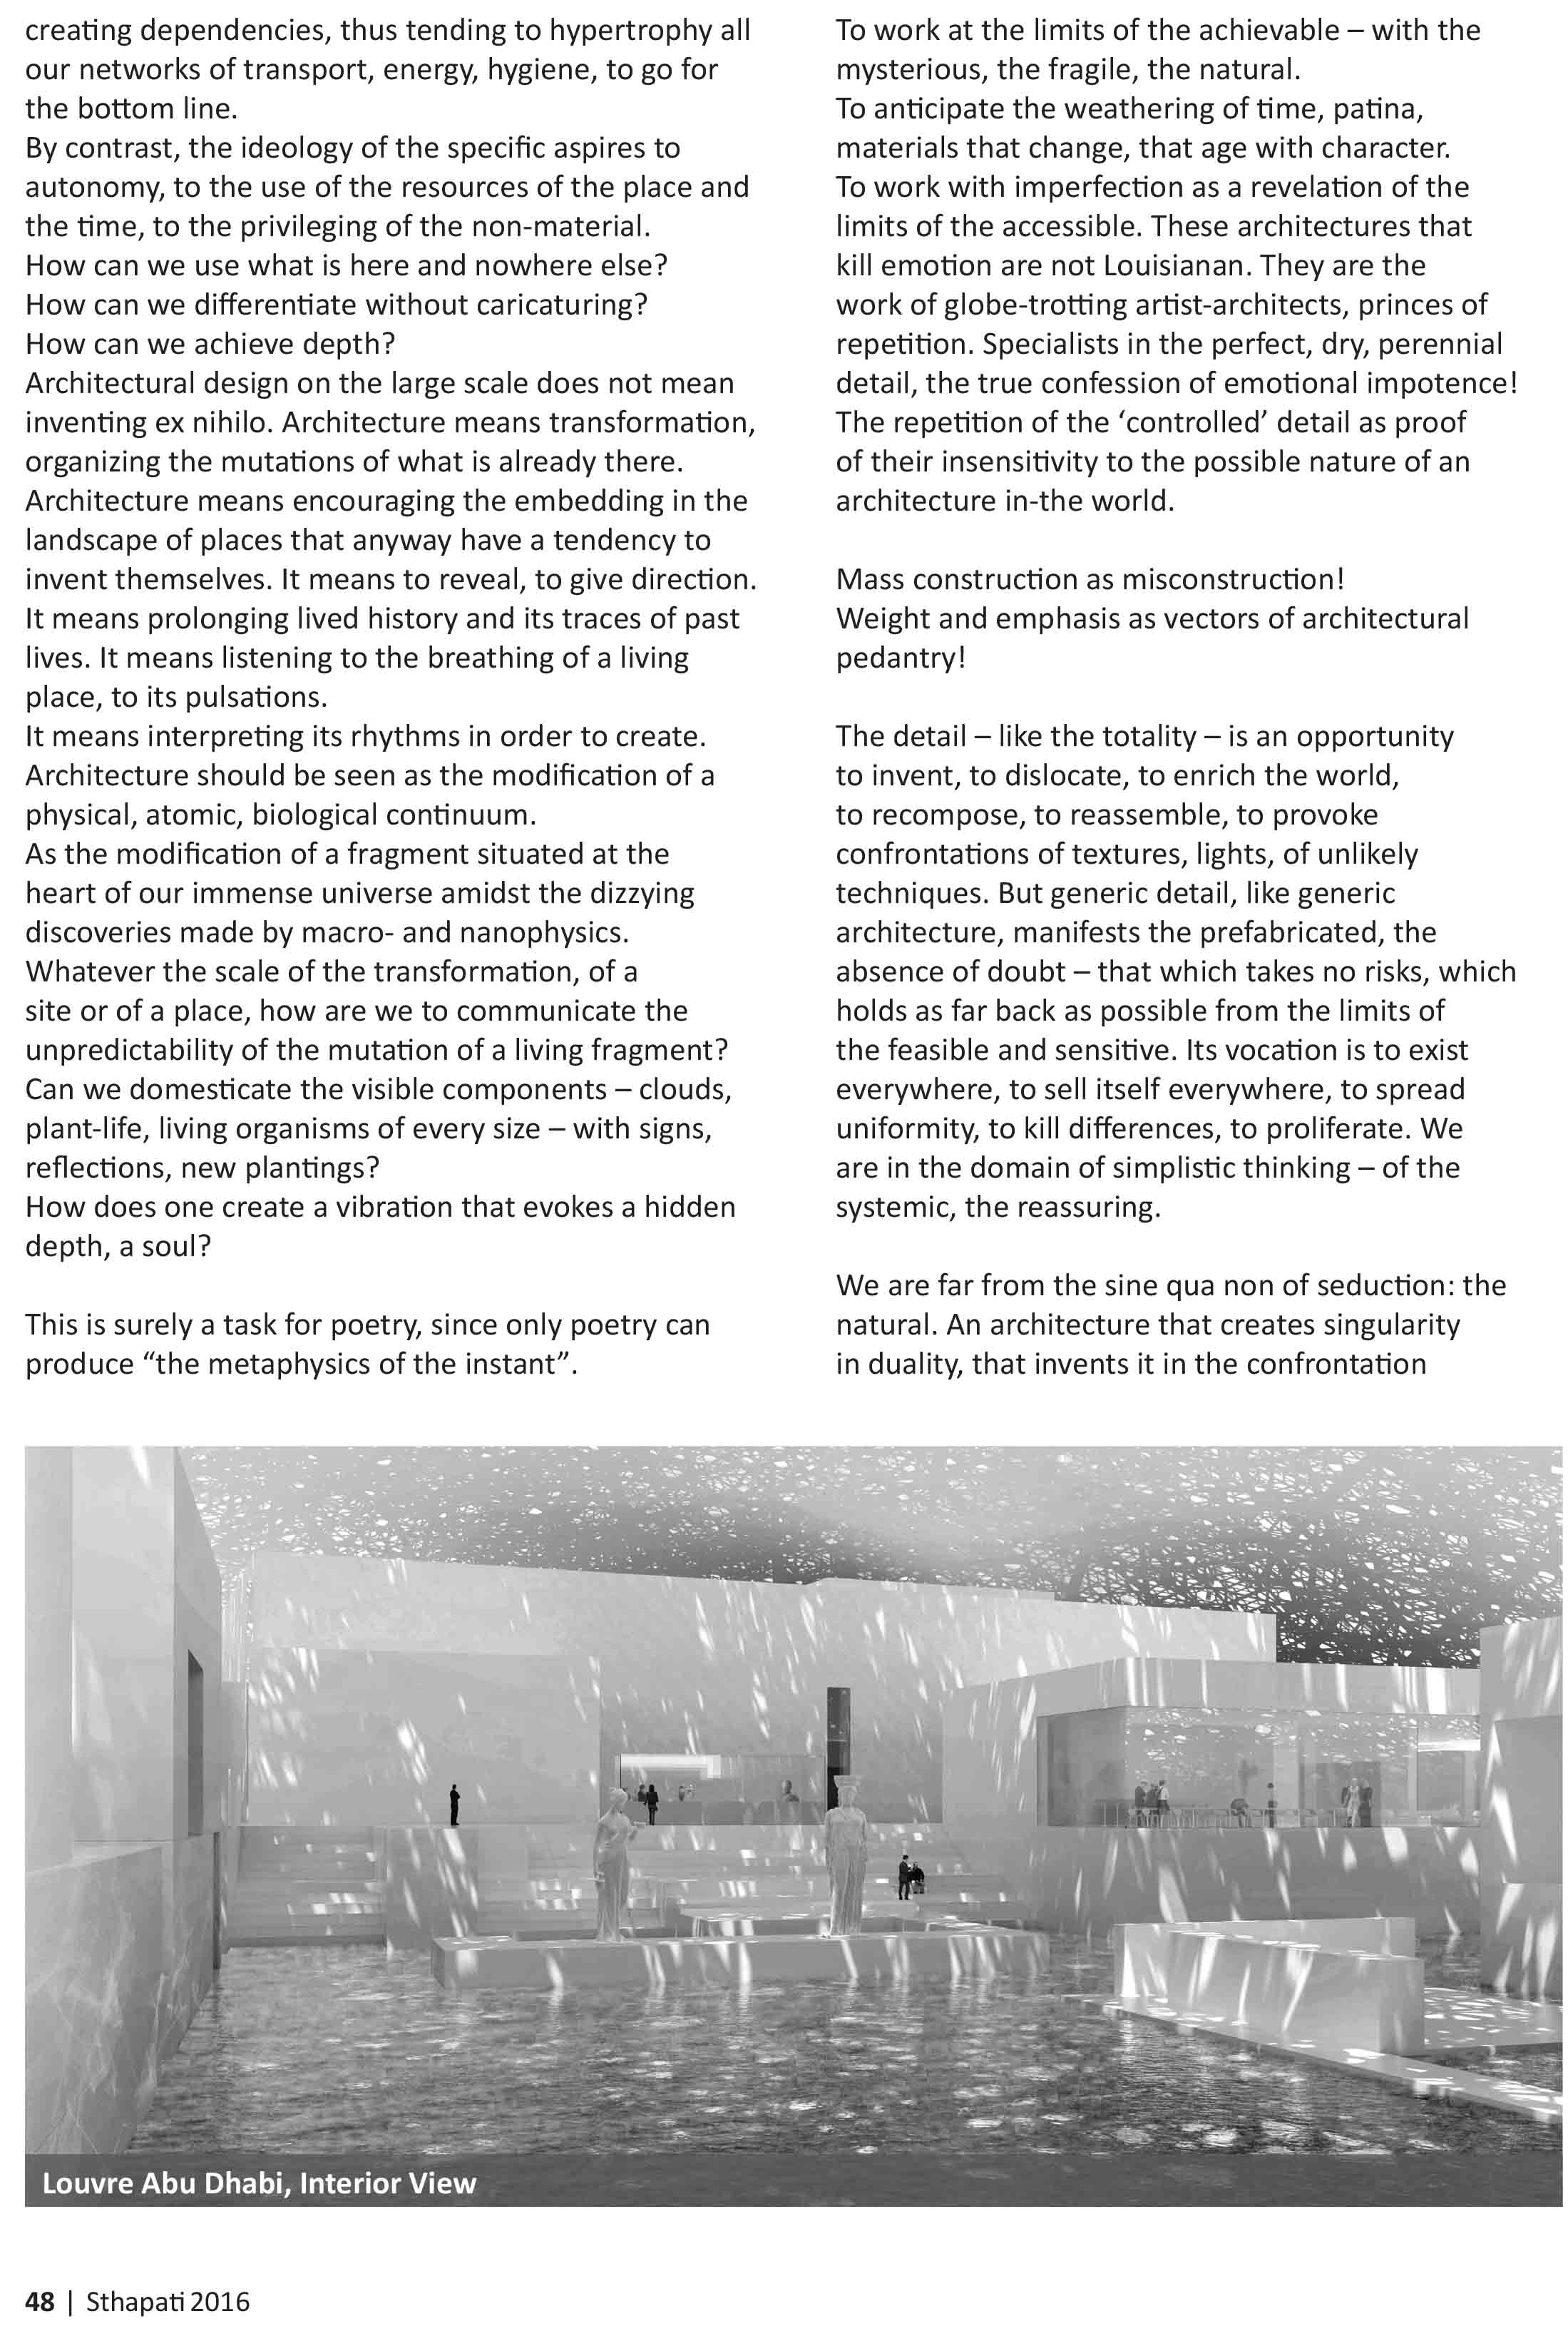 creating dependencies, thus tending to hypertrophy all
our networks of transport, energy, hygiene, to go for
the bottom line.
By contrast, the ideology of the specific aspires to
autonomy, to the use of the resources of the place and
the time, to the privileging of the non-material.
How can we use what is here and nowhere else?
How can we differentiate without caricaturing?
How can we achieve depth?
Architectural design on the large scale does not mean
inventing ex nihilo. Architecture means transformation,
organizing the mutations of what is already there.
Architecture means encouraging the embedding in the
landscape of places that anyway have a tendency to
invent themselves. It means to reveal, to give direction.
It means prolonging lived history and its traces of past
lives. It means listening to the breathing of a living
place, to its pulsations.
It means interpreting its rhythms in order to create.
Architecture should be seen as the modification of a
physical, atomic, biological continuum.
As the modification of a fragment situated at the
heart of our immense universe amidst the dizzying
discoveries made by macro- and nanophysics.
Whatever the scale of the transformation, of a
site or of a place, how are we to communicate the
unpredictability of the mutation of a living fragment?
Can we domesticate the visible components – clouds,
plant-life, living organisms of every size – with signs,
reflections, new plantings?
How does one create a vibration that evokes a hidden
depth, a soul?
This is surely a task for poetry, since only poetry can
produce “the metaphysics of the instant”.
To work at the limits of the achievable – with the
mysterious, the fragile, the natural.
To anticipate the weathering of time, patina,
materials that change, that age with character.
To work with imperfection as a revelation of the
limits of the accessible. These architectures that
kill emotion are not Louisianan. They are the
work of globe-trotting artist-architects, princes of
repetition. Specialists in the perfect, dry, perennial
detail, the true confession of emotional impotence!
The repetition of the ‘controlled’ detail as proof
of their insensitivity to the possible nature of an
architecture in-the world.
Mass construction as misconstruction!
Weight and emphasis as vectors of architectural
pedantry!
The detail – like the totality – is an opportunity
to invent, to dislocate, to enrich the world,
to recompose, to reassemble, to provoke
confrontations of textures, lights, of unlikely
techniques. But generic detail, like generic
architecture, manifests the prefabricated, the
absence of doubt – that which takes no risks, which
holds as far back as possible from the limits of
the feasible and sensitive. Its vocation is to exist
everywhere, to sell itself everywhere, to spread
uniformity, to kill differences, to proliferate. We
are in the domain of simplistic thinking – of the
systemic, the reassuring.
We are far from the sine qua non of seduction: the
natural. An architecture that creates singularity
in duality, that invents it in the confrontation
Louvre Abu Dhabi, Interior View
48 | Sthapati 2016